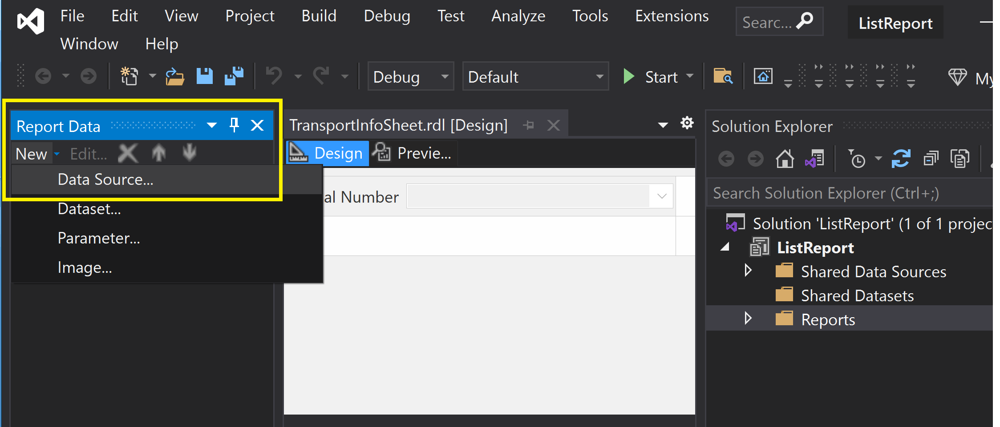 File Edit View Project Build Debug Test Analyze Tools Extensions
Searc...
ListReport
Window Help
Debug
Default
Start
My
Report Data
TransportInfoSheet.rdl [Design]
Solution Explorer
New Edit...
Design
Previe...
Data Source...
Dataset...
Parameter...
Image...
al Number
Search Solution Explorer (Ctrl+;)
Solution 'ListReport' (1 of 1 projec
ListReport
Shared Data Sources
Shared Datasets
Reports